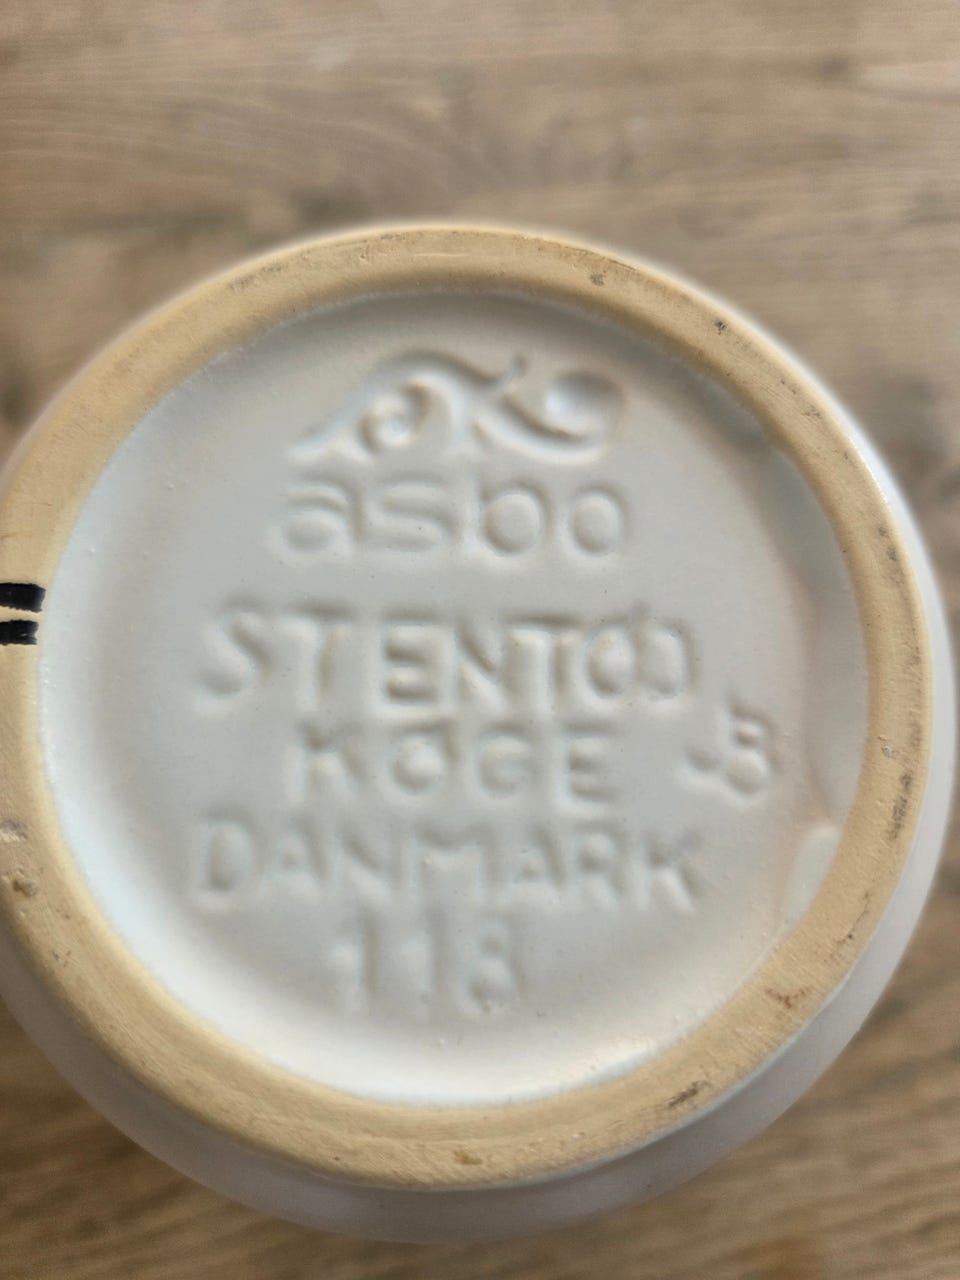 asbo
STENTØJ
KØGE
B
DANMARK
118